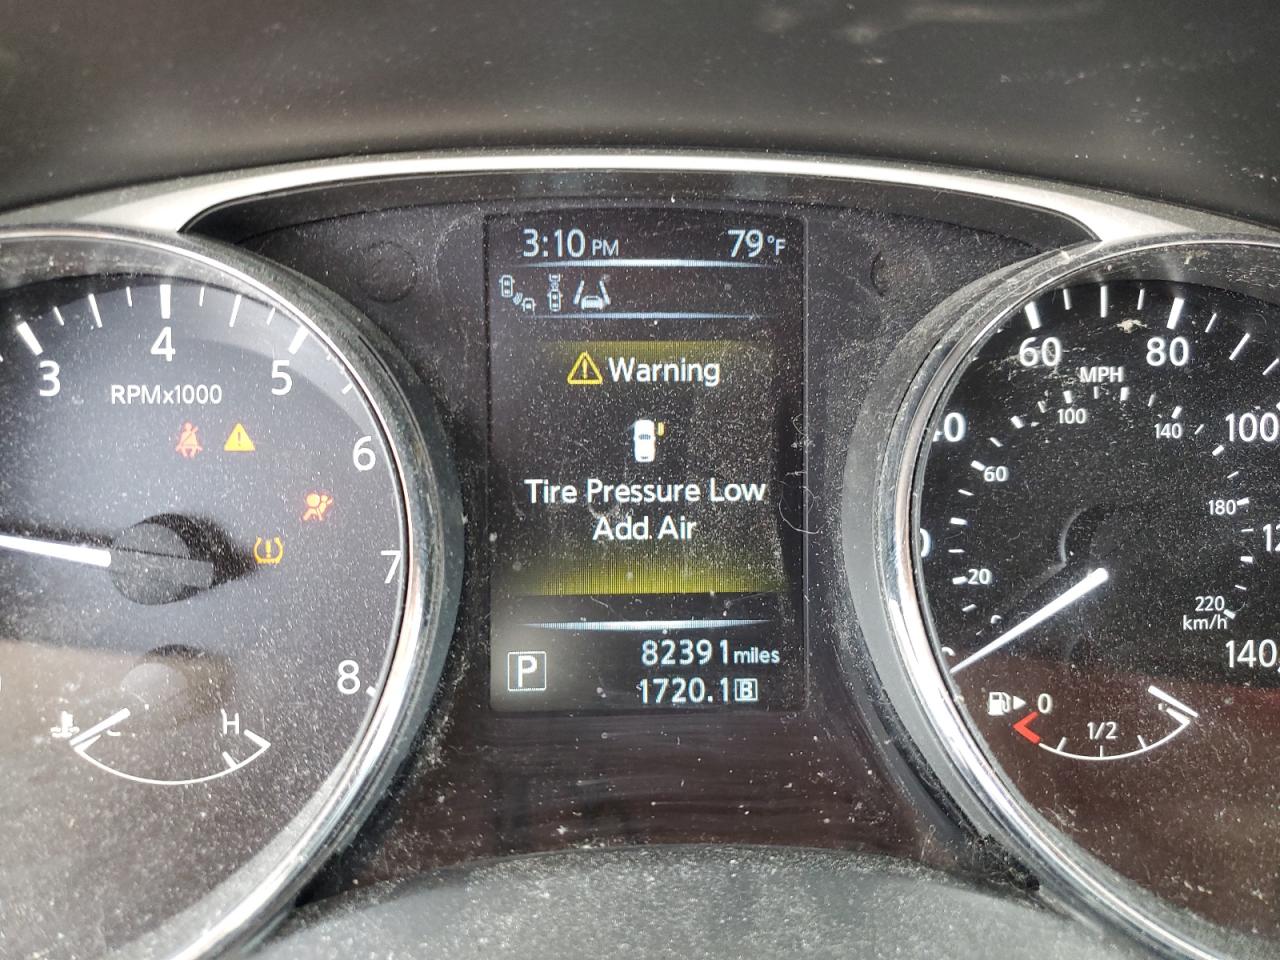 3:10 PM 79°F
Warning
Tire Pressure Low
Add Air
P 82391 miles
1720.1 B
3 4 5 6 7 8
RPMx1000
H
60 80 100 140
MPH
20 60 100 140 180 220
km/h
0 1/2